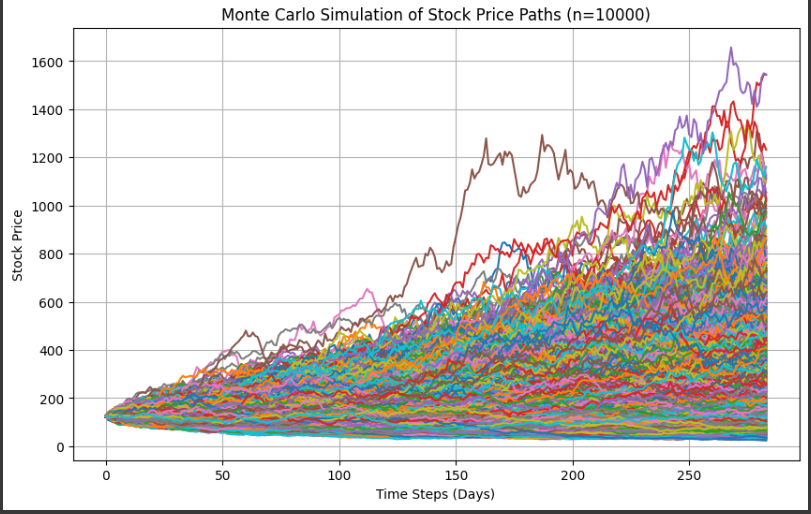 Monte Carlo Simulation of Stock Price Paths (n=10000)
1600
1400
1200
1000
800
600
400
200
0
Stock Price
0 50 100 150 200 250
Time Steps (Days)